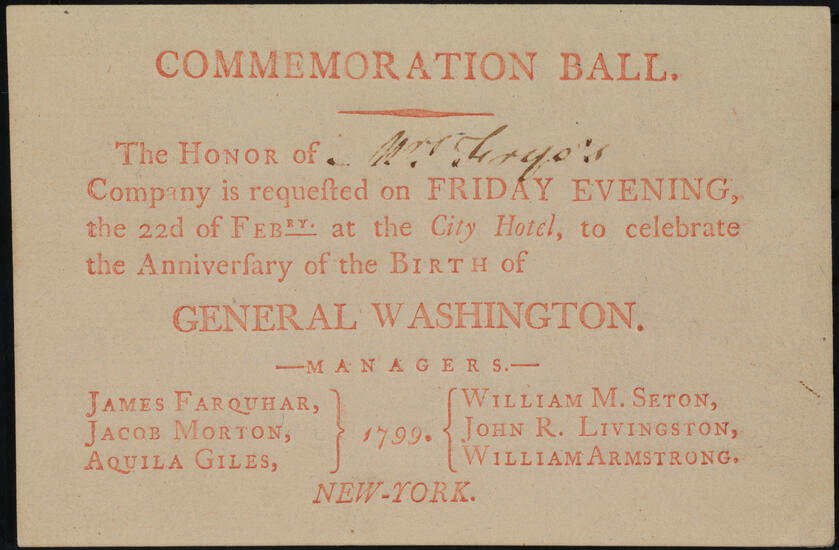 COMMEMORATION BALL.
The HONOR of Mrs
Company is requeſted on FRIDAY EVENING,
the 22d of FEBRY. at the City Hotel, to celebrate
the Anniverſary of the BIRTH of
GENERAL WASHINGTON.
—MANAGERS.—
JAMES FARQUHAR,
JACOB MORTON,
AQUILA GILES,
1799.
WILLIAM M. SETON,
JOHN R. LIVINGSTON,
WILLIAM ARMSTRONG.
NEW-YORK.